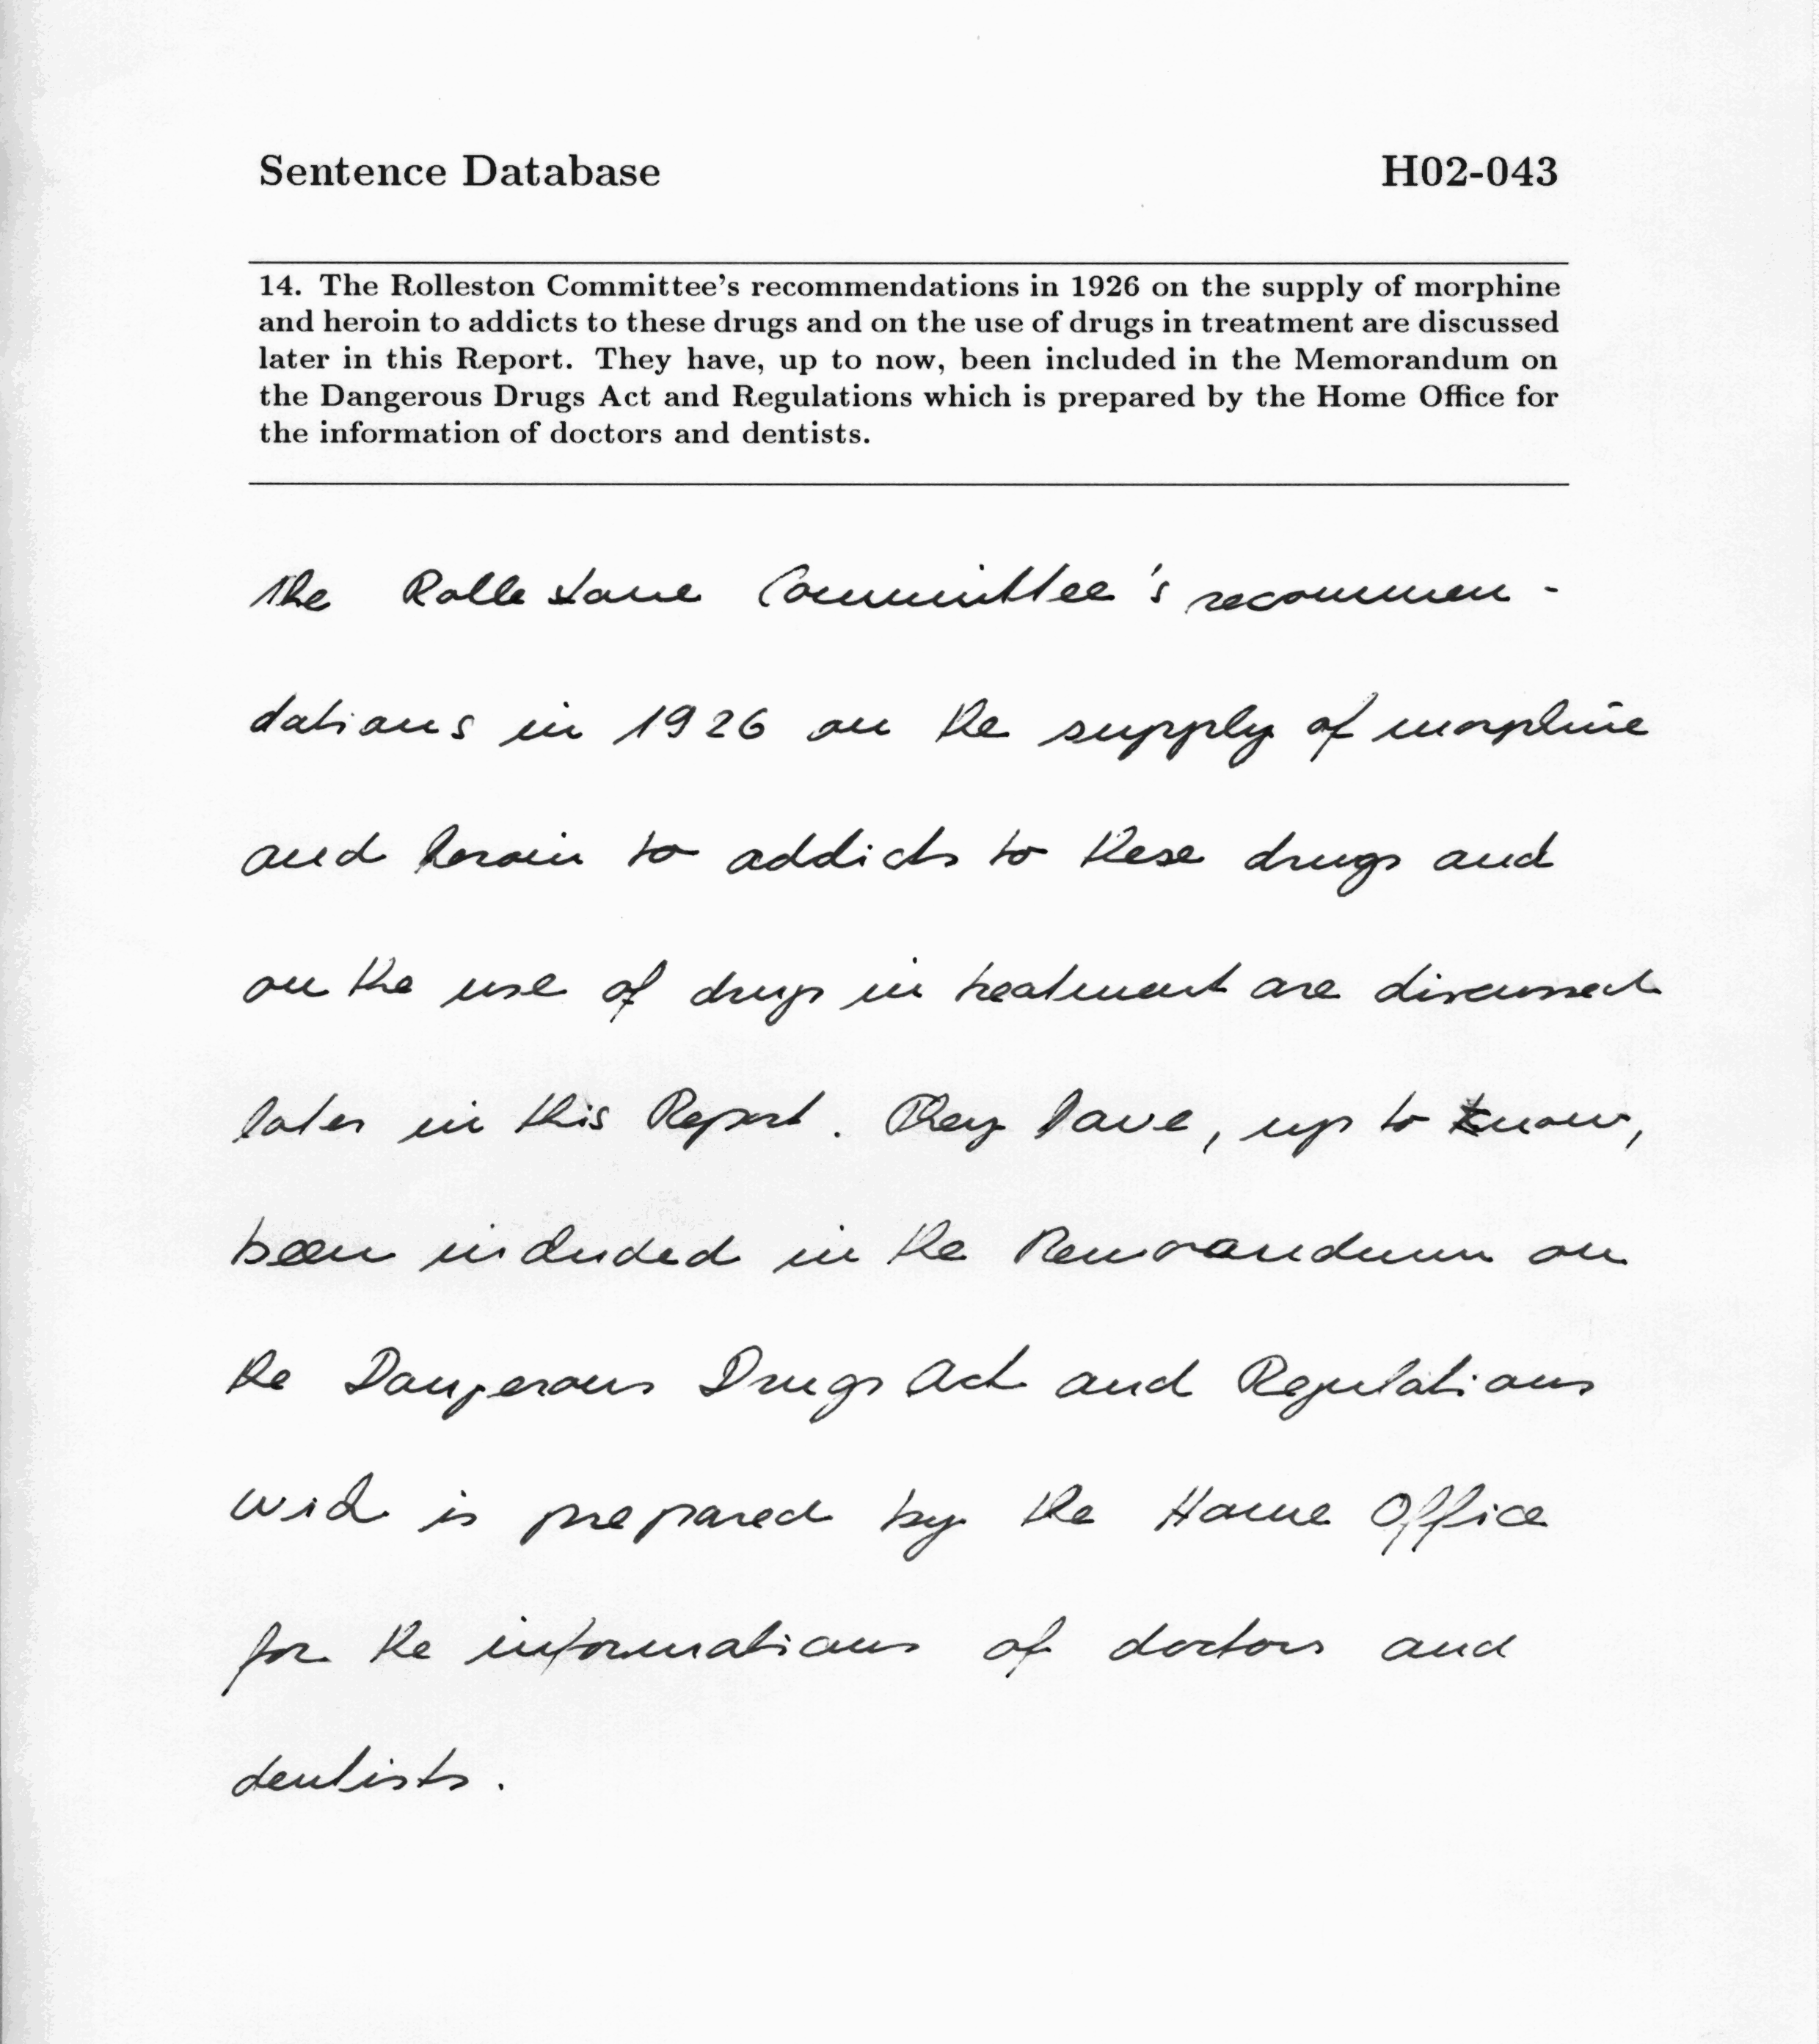 Sentence Database H02-043
14. The Rolleston Committee's recommendations in 1926 on the supply of morphine
and heroin to addicts to these drugs and on the use of drugs in treatment are discussed
later in this Report. They have, up to now, been included in the Memorandum on
the Dangerous Drugs Act and Regulations which is prepared by the Home Office for
the information of doctors and dentists.
The Rollestone Committee's recommen-
dations in 1926 on the supply of morphine
and heroin to addicts to these drugs and
on the use of drugs in treatment are discussed
later in this Report. They have, up to know,
been included in the Memorandum on
the Dangerous Drugs Act and Regulations
wich is prepared by the Home Office
for the informations of doctors and
dentists.